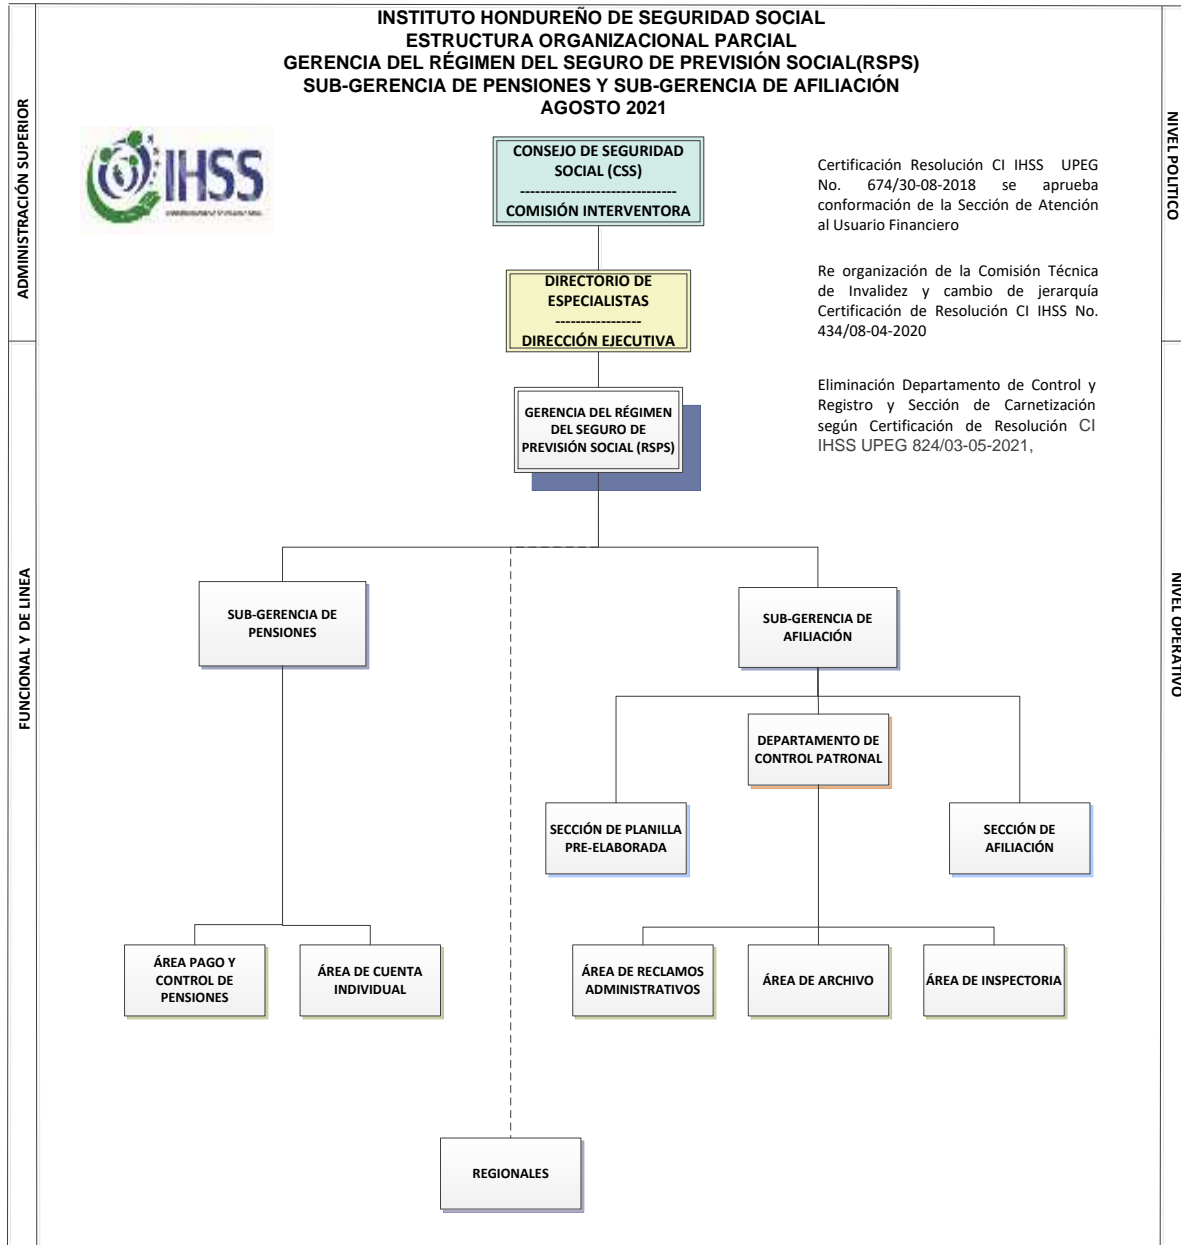 INSTITUTO HONDUREÑO DE SEGURIDAD SOCIAL
ESTRUCTURA ORGANIZACIONAL PARCIAL
GERENCIA DEL RÉGIMEN DEL SEGURO DE PREVISIÓN SOCIAL(RSPS)
SUB-GERENCIA DE PENSIONES Y SUB-GERENCIA DE AFILIACIÓN
AGOSTO 2021
ADMINISTRACIÓN SUPERIOR
NIVEL POLITICO
IHSS
CONSEJO DE SEGURIDAD
SOCIAL (CSS)
-------------------------------
COMISIÓN INTERVENTORA
Certificación Resolución CI IHSS UPEG
No. 674/30-08-2018 se aprueba
conformación de la Sección de Atención
al Usuario Financiero
DIRECTORIO DE
ESPECIALISTAS
-----------------
DIRECCIÓN EJECUTIVA
Re organización de la Comisión Técnica
de Invalidez y cambio de jerarquía
Certificación de Resolución CI IHSS No.
434/08-04-2020
GERENCIA DEL RÉGIMEN
DEL SEGURO DE
PREVISIÓN SOCIAL (RSPS)
Eliminación Departamento de Control y
Registro y Sección de Carnetización
según Certificación de Resolución CI
IHSS UPEG 824/03-05-2021,
FUNCIONAL Y DE LINEA
NIVEL OPERATIVO
SUB-GERENCIA DE
PENSIONES
SUB-GERENCIA DE
AFILIACIÓN
DEPARTAMENTO DE
CONTROL PATRONAL
SECCIÓN DE PLANILLA
PRE-ELABORADA
SECCIÓN DE
AFILIACIÓN
ÁREA PAGO Y
CONTROL DE
PENSIONES
ÁREA DE CUENTA
INDIVIDUAL
ÁREA DE RECLAMOS
ADMINISTRATIVOS
ÁREA DE ARCHIVO
ÁREA DE INSPECTORIA
REGIONALES